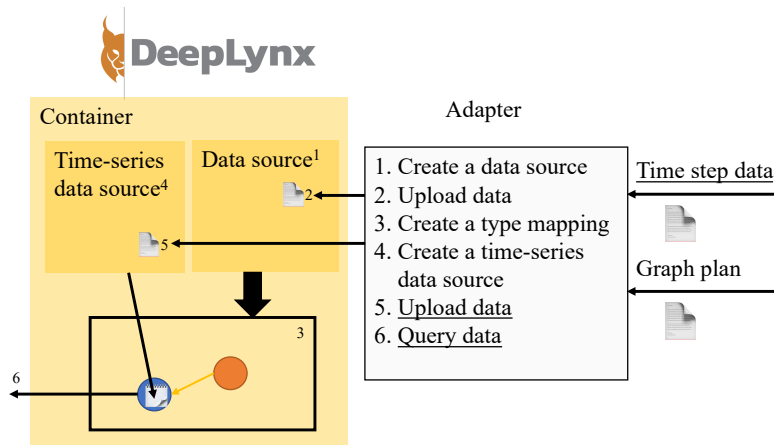 DeepLynx
Container
Adapter
Time-series
data source4
Data source1
2
5
1. Create a data source
2. Upload data
3. Create a type mapping
4. Create a time-series
data source
5. Upload data
6. Query data
Time step data
Graph plan
3
6